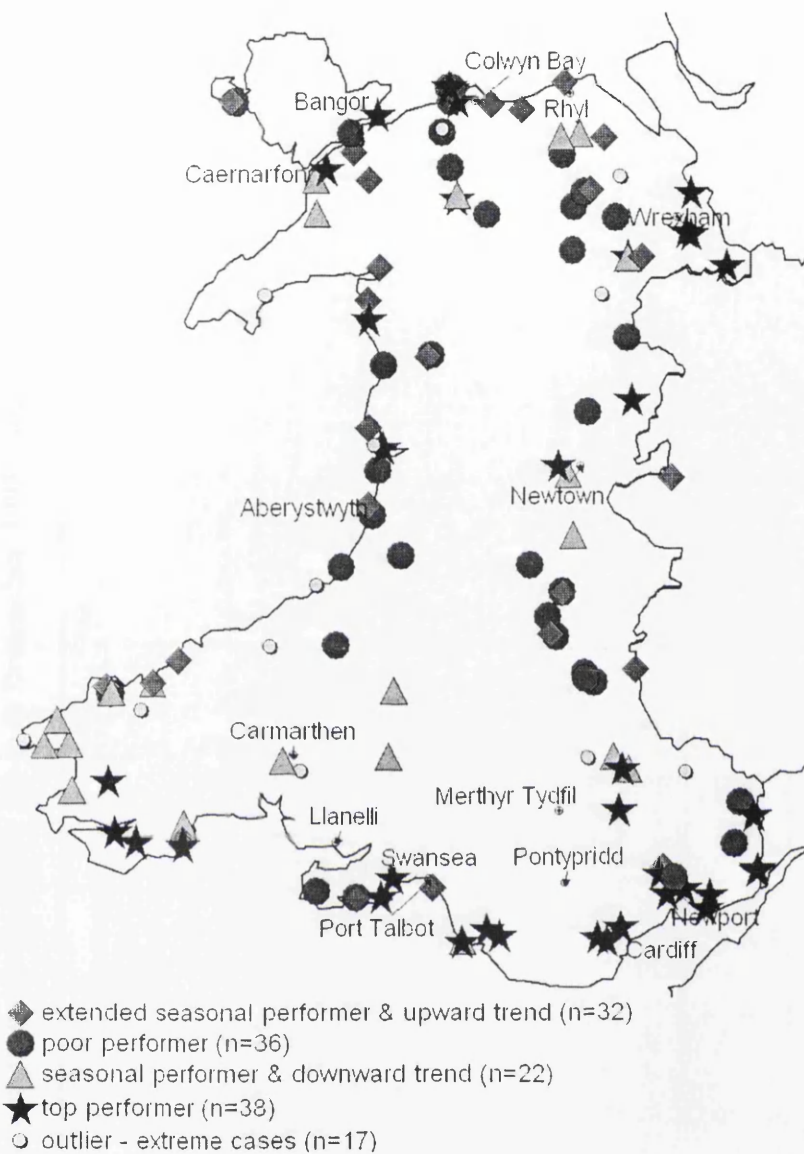 Colwyn Bay
Bangor
Rhyl
Caernarfon
Wrexham
Aberystwyth
Newtown
Carmarthen
Merthyr Tydfil
Llanelli
Swansea
Pontypridd
Port Talbot
Newport
Cardiff
extended seasonal performer & upward trend (n=32)
poor performer (n=36)
seasonal performer & downward trend (n=22)
top performer (n=38)
outlier - extreme cases (n=17)